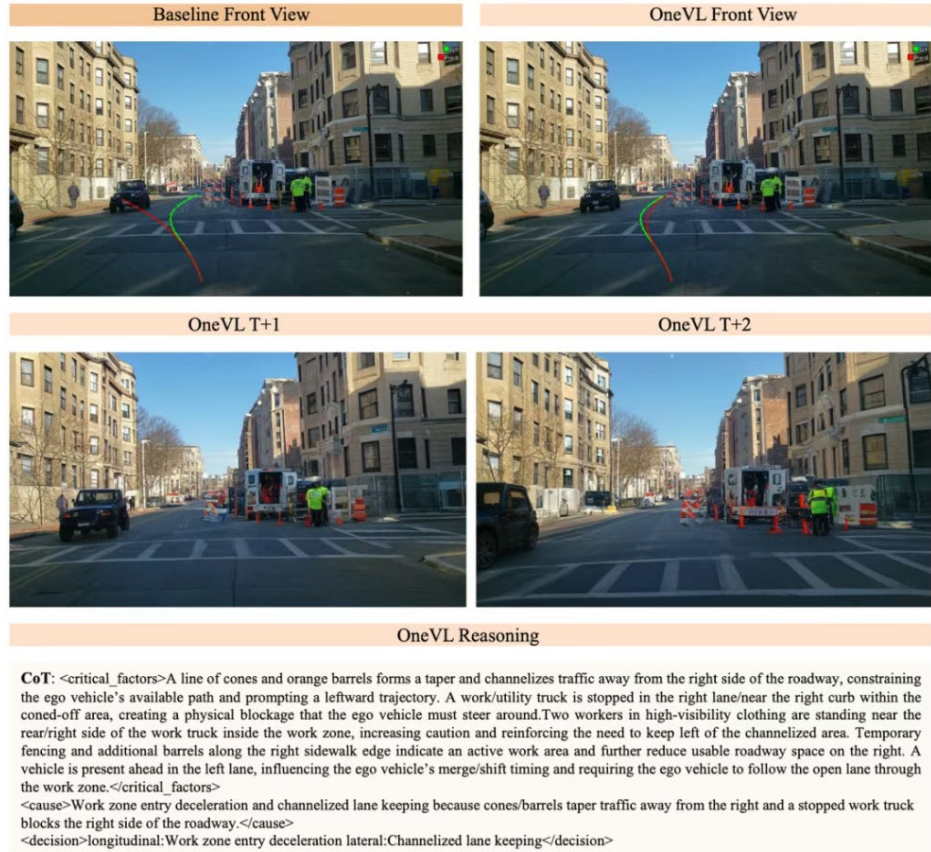 Baseline Front View
OneVL Front View
OneVL T+1
OneVL T+2
OneVL Reasoning
CoT: <critical_factors>A line of cones and orange barrels forms a taper and channelizes traffic away from the right side of the roadway, constraining
the ego vehicle's available path and prompting a leftward trajectory. A work/utility truck is stopped in the right lane/near the right curb within the
coned-off area, creating a physical blockage that the ego vehicle must steer around.Two workers in high-visibility clothing are standing near the
rear/right side of the work truck inside the work zone, increasing caution and reinforcing the need to keep left of the channelized area. Temporary
fencing and additional barrels along the right sidewalk edge indicate an active work area and further reduce usable roadway space on the right. A
vehicle is present ahead in the left lane, influencing the ego vehicle's merge/shift timing and requiring the ego vehicle to follow the open lane through
the work zone.</critical_factors>
<cause>Work zone entry deceleration and channelized lane keeping because cones/barrels taper traffic away from the right and a stopped work truck
blocks the right side of the roadway.</cause>
<decision>longitudinal:Work zone entry deceleration lateral:Channelized lane keeping</decision>